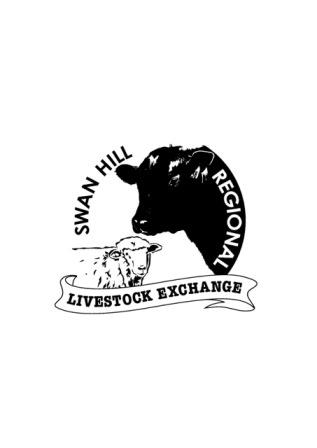 SWAN HILL
REGIONAL
LIVESTOCK EXCHANGE